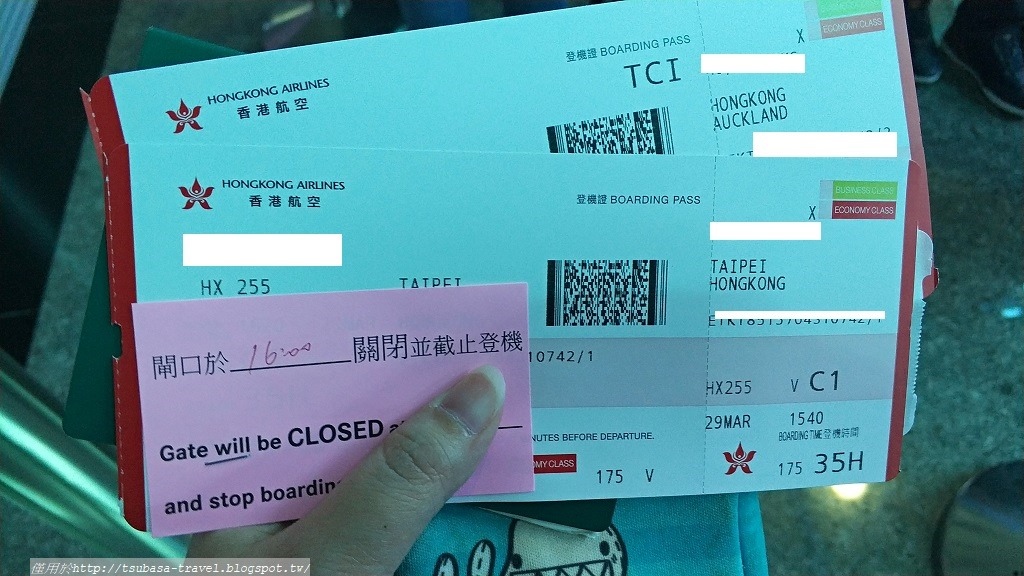 BUSINESS CLASS
ECONOMY CLASS
X
登機證 BOARDING PASS
TCI
HONGKONG AIRLINES
香港航空
HONGKONG
AUCKLAND
HONGKONG AIRLINES
香港航空
登機證 BOARDING PASS
BUSINESS CLASS
ECONOMY CLASS
X
HX 255
TAIPEI
TAIPEI
HONGKONG
10742/1
HX255 V C1
29MAR 1540
BOARDING TIME 登機時間
175 35H
NUTES BEFORE DEPARTURE.
OMY CLASS
175 V
閘口於 16:00 關閉並截止登機
Gate will be CLOSED
and stop boarding
僅用於http://tsubasa-travel.blogspot.tw/